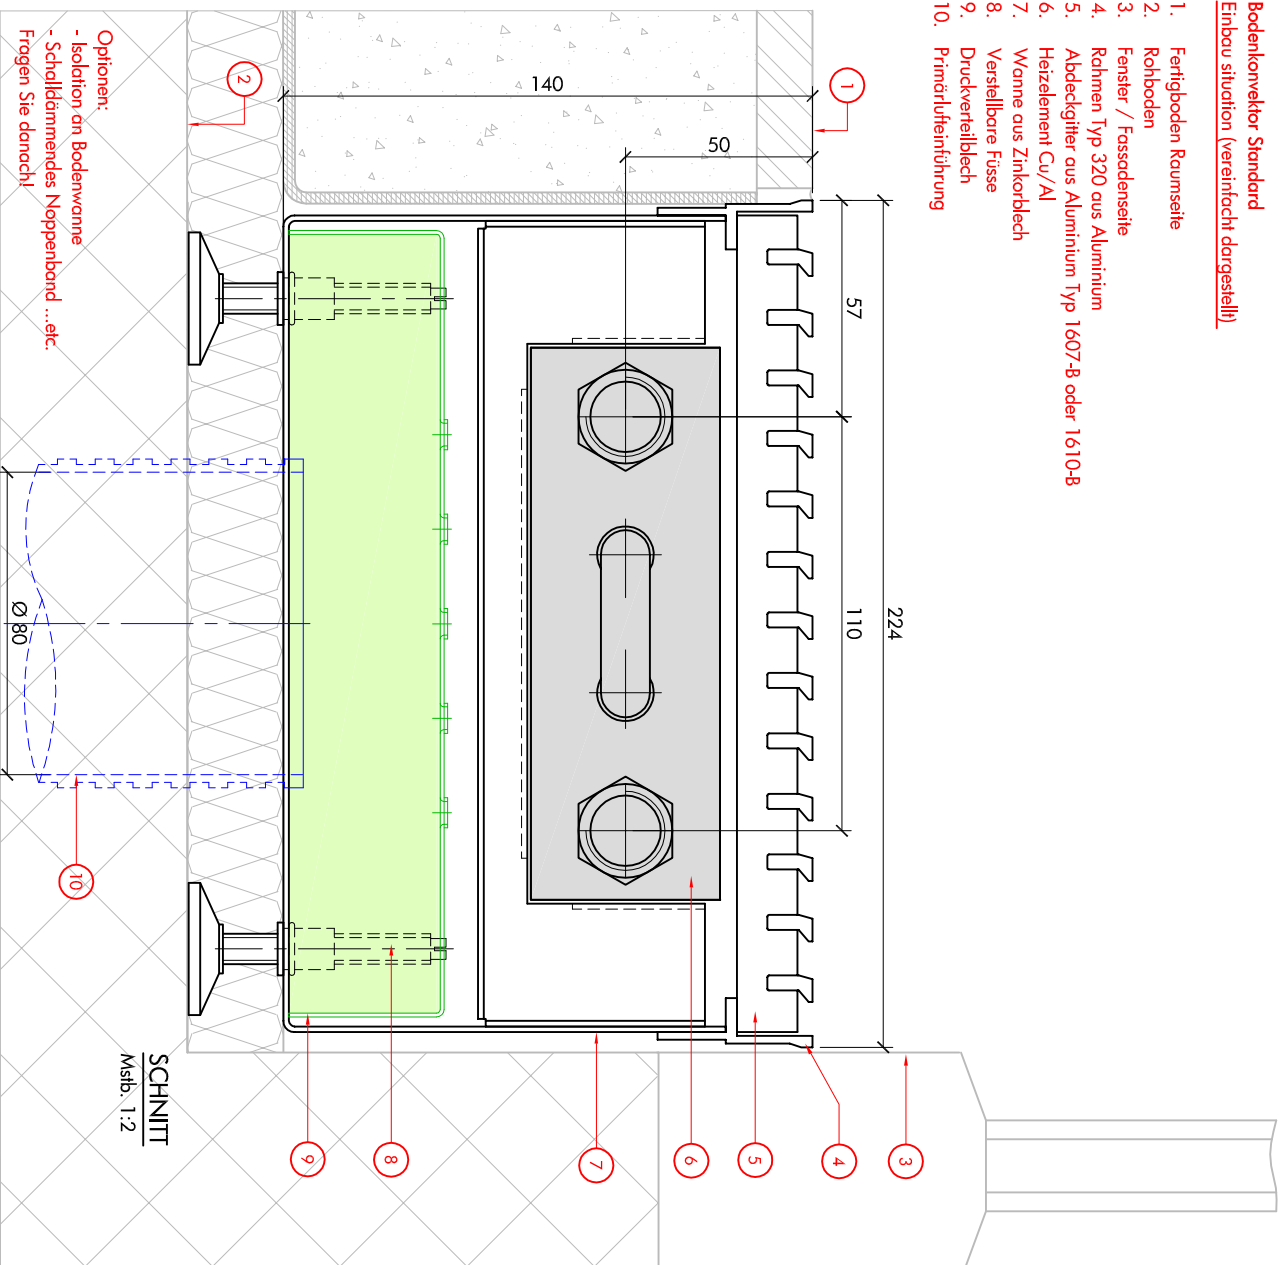 Bodenkonvektor Standard
Einbau situation (vereinfacht dargestellt)
1. Fertigboden Raumseite
2. Rohboden
3. Fenster / Fassadenseite
4. Rahmen Typ 320 aus Aluminium
5. Abdeckgitter aus Aluminium Typ 1607-B oder 1610-B
6. Heizelement Cu/Al
7. Wanne aus Zinkorblech
8. Verstellbare Füsse
9. Druckverteilblech
10. Primärlufteinführung
224
57
110
50
140
Ø 80
1
2
3
4
5
6
7
8
9
10
SCHNITT
Mstb. 1:2
Optionen:
- Isolation an Bodenwanne
- Schalldämmendes Noppenband ...etc.
Fragen Sie danach!